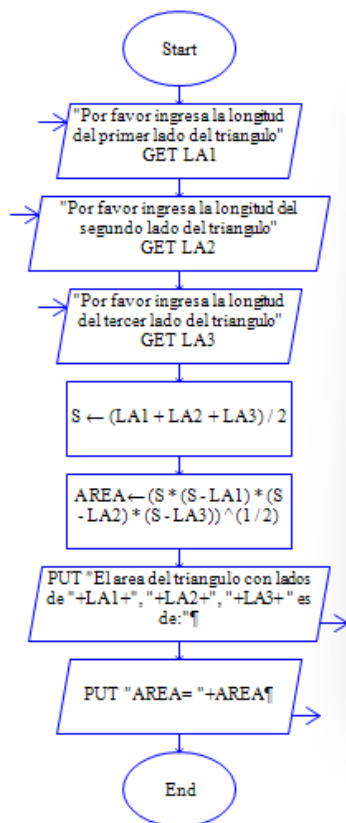 Start
"Por favor ingresa la longitud
del primer lado del triangulo"
GET LA1
"Por favor ingresa la longitud del
segundo lado del triangulo"
GET LA2
"Por favor ingresa la longitud
del tercer lado del triangulo"
GET LA3
S ← (LA1 + LA2 + LA3) / 2
AREA ← (S * (S - LA1) * (S
- LA2) * (S - LA3)) ^ (1 / 2)
PUT "El area del triangulo con lados
de "+LA1+", "+LA2+", "+LA3+" es
de:"¶
PUT "AREA= "+AREA¶
End